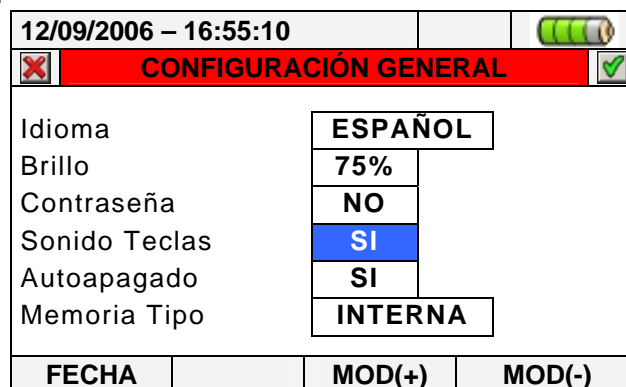 12/09/2006 – 16:55:10
CONFIGURACIÓN GENERAL
Idioma ESPAÑOL
Brillo 75%
Contraseña NO
Sonido Teclas SI
Autoapagado SI
Memoria Tipo INTERNA
FECHA MOD(+) MOD(-)